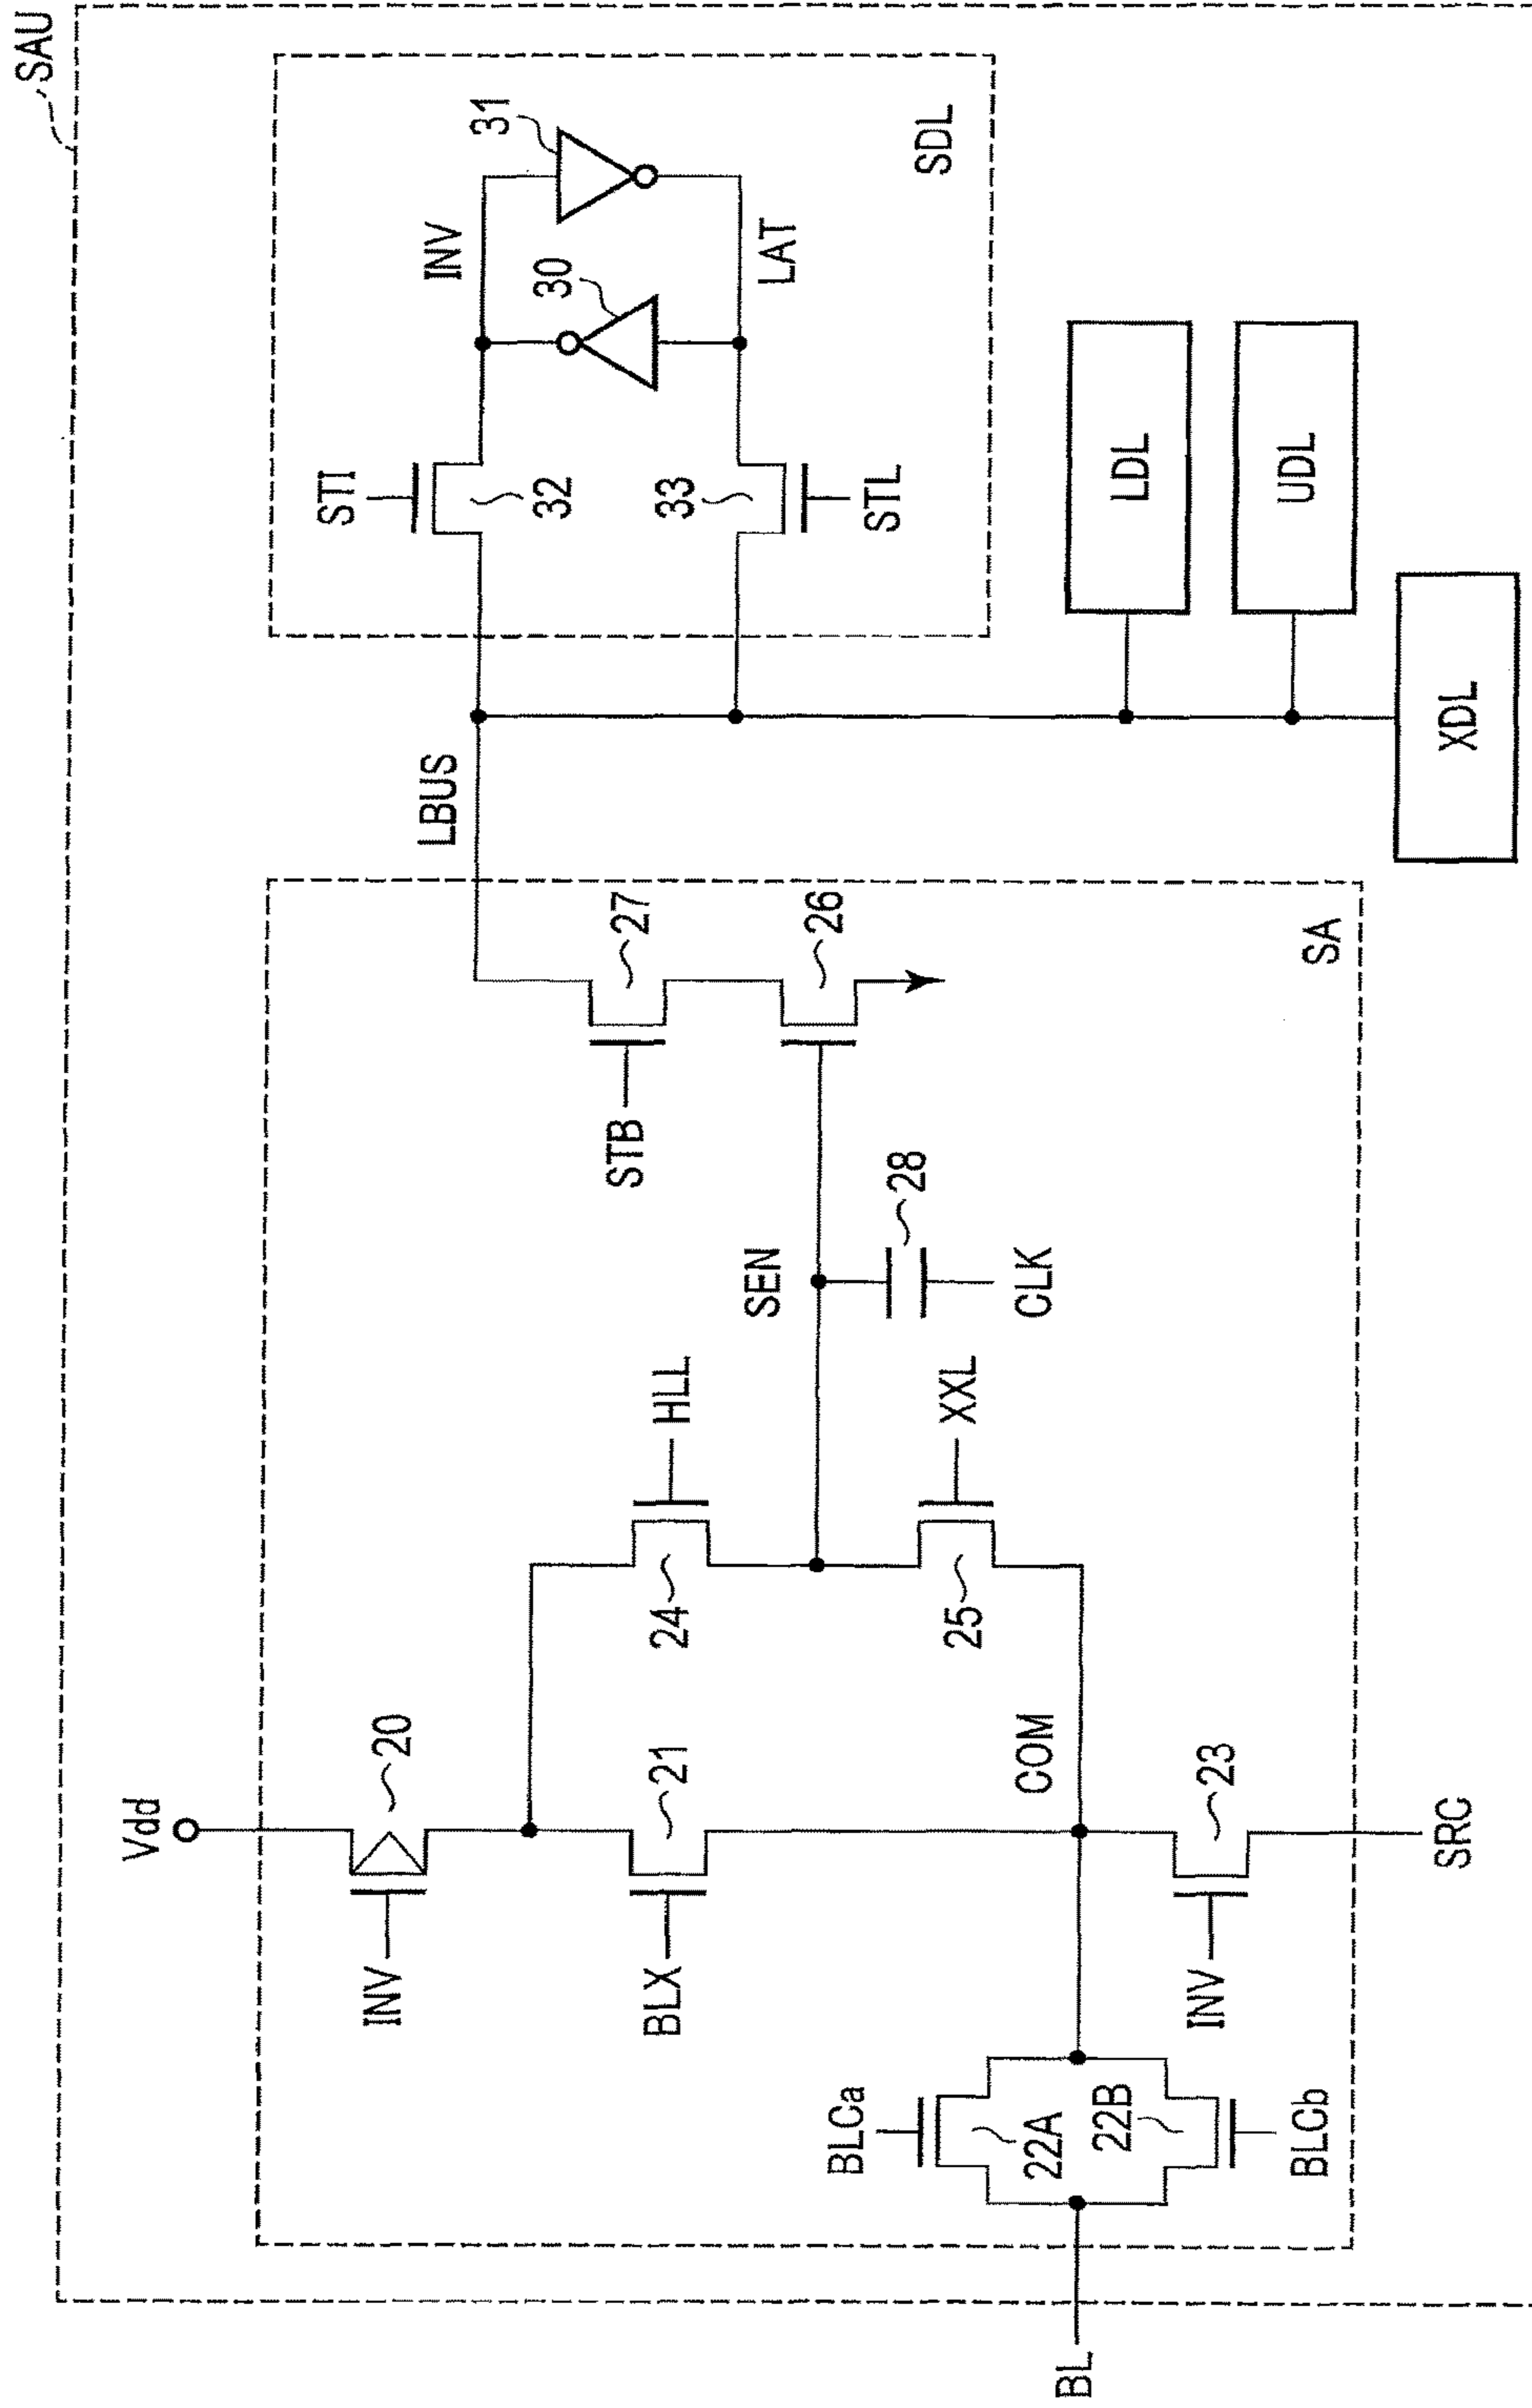 SAU
Vdd
INV
20
BLX
21
HLL
24
SEN
STB
27
26
28
CLK
XXL
25
COM
BLCa
22A
22B
BLCb
BL
INV
23
SRC
SA
LBUS
STI
32
33
STL
INV
30
31
LAT
SDL
LDL
UDL
XDL